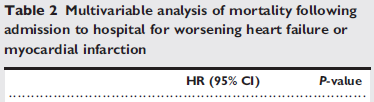 Table 2 Multivariable analysis of mortality following
admission to hospital for worsening heart failure or
myocardial infarction
HR (95% CI) P-value